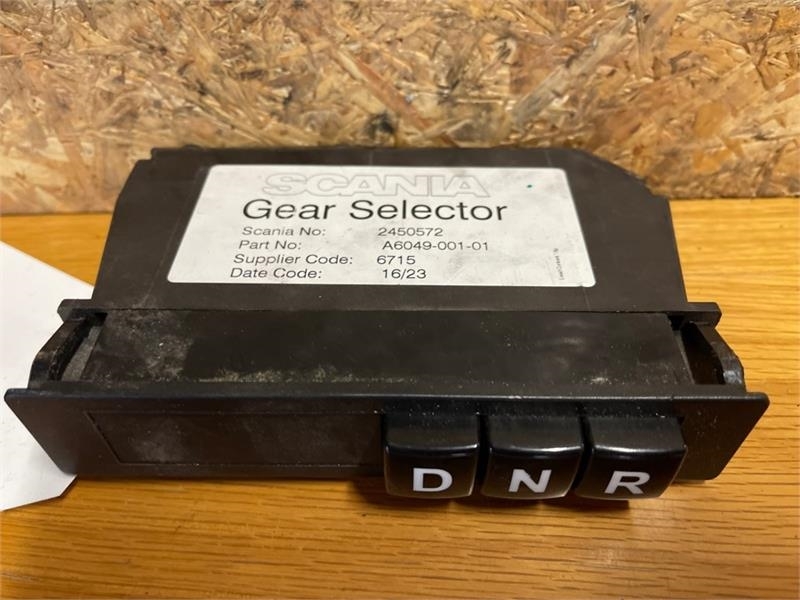 SCANIA
Gear Selector
Scania No: 2450572
Part No: A6049-001-01
Supplier Code: 6715
Date Code: 16/23
D N R